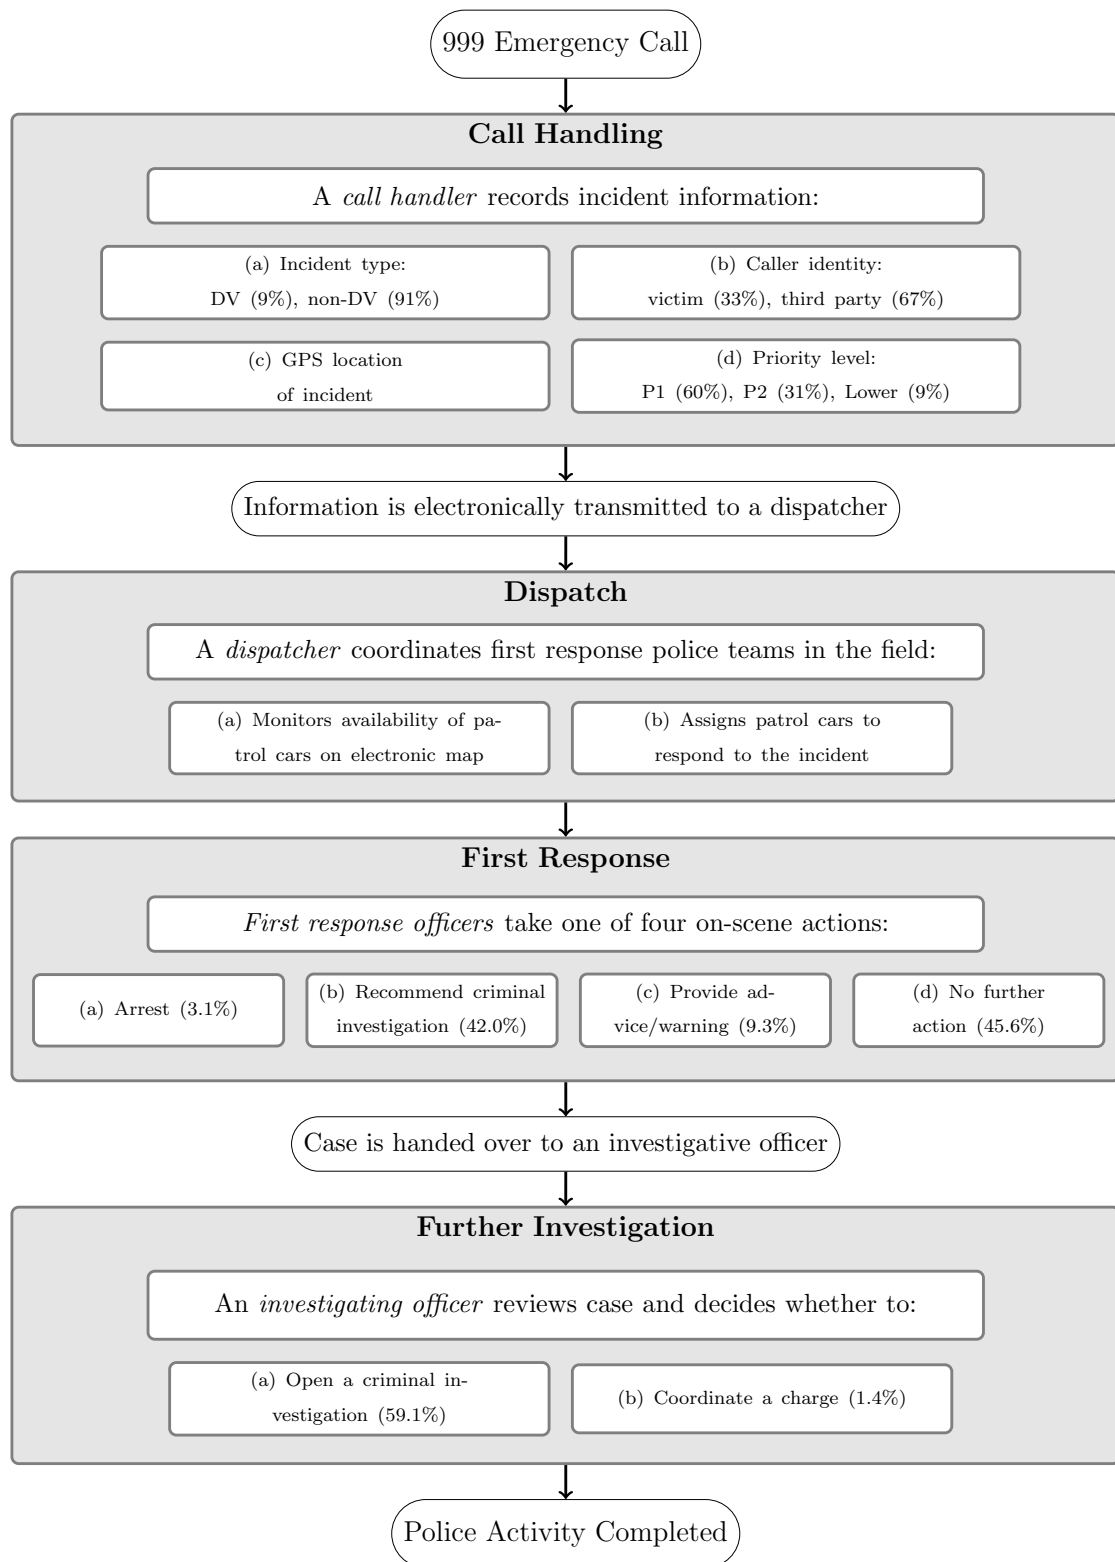 999 Emergency Call
Call Handling
A call handler records incident information:
(a) Incident type:
DV (9%), non-DV (91%)
(b) Caller identity:
victim (33%), third party (67%)
(c) GPS location
of incident
(d) Priority level:
P1 (60%), P2 (31%), Lower (9%)
Information is electronically transmitted to a dispatcher
Dispatch
A dispatcher coordinates first response police teams in the field:
(a) Monitors availability of pa-
trol cars on electronic map
(b) Assigns patrol cars to
respond to the incident
First Response
First response officers take one of four on-scene actions:
(a) Arrest (3.1%)
(b) Recommend criminal
investigation (42.0%)
(c) Provide ad-
vice/warning (9.3%)
(d) No further
action (45.6%)
Case is handed over to an investigative officer
Further Investigation
An investigating officer reviews case and decides whether to:
(a) Open a criminal in-
vestigation (59.1%)
(b) Coordinate a charge (1.4%)
Police Activity Completed